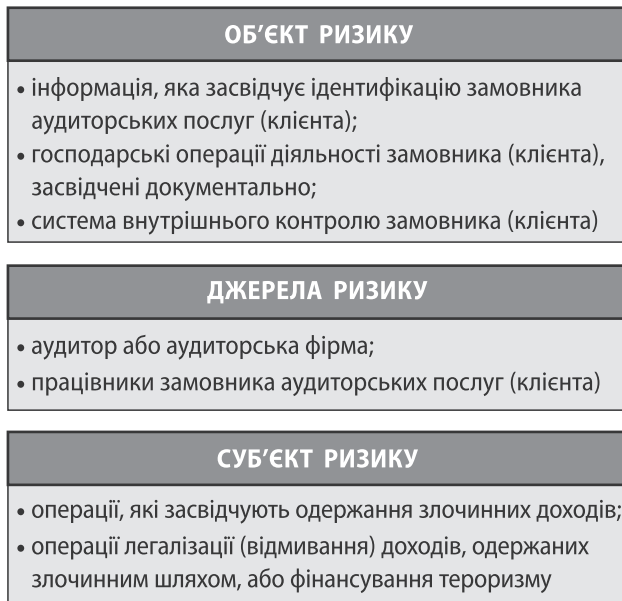 ОБ’ЄКТ РИЗИКУ
• інформація, яка засвідчує ідентифікацію замовника
аудиторських послуг (клієнта);
• господарські операції діяльності замовника (клієнта),
засвідчені документально;
• система внутрішнього контролю замовника (клієнта)
ДЖЕРЕЛА РИЗИКУ
• аудитор або аудиторська фірма;
• працівники замовника аудиторських послуг (клієнта)
СУБ’ЄКТ РИЗИКУ
• операції, які засвідчують одержання злочинних доходів;
• операції легалізації (відмивання) доходів, одержаних
злочинним шляхом, або фінансування тероризму